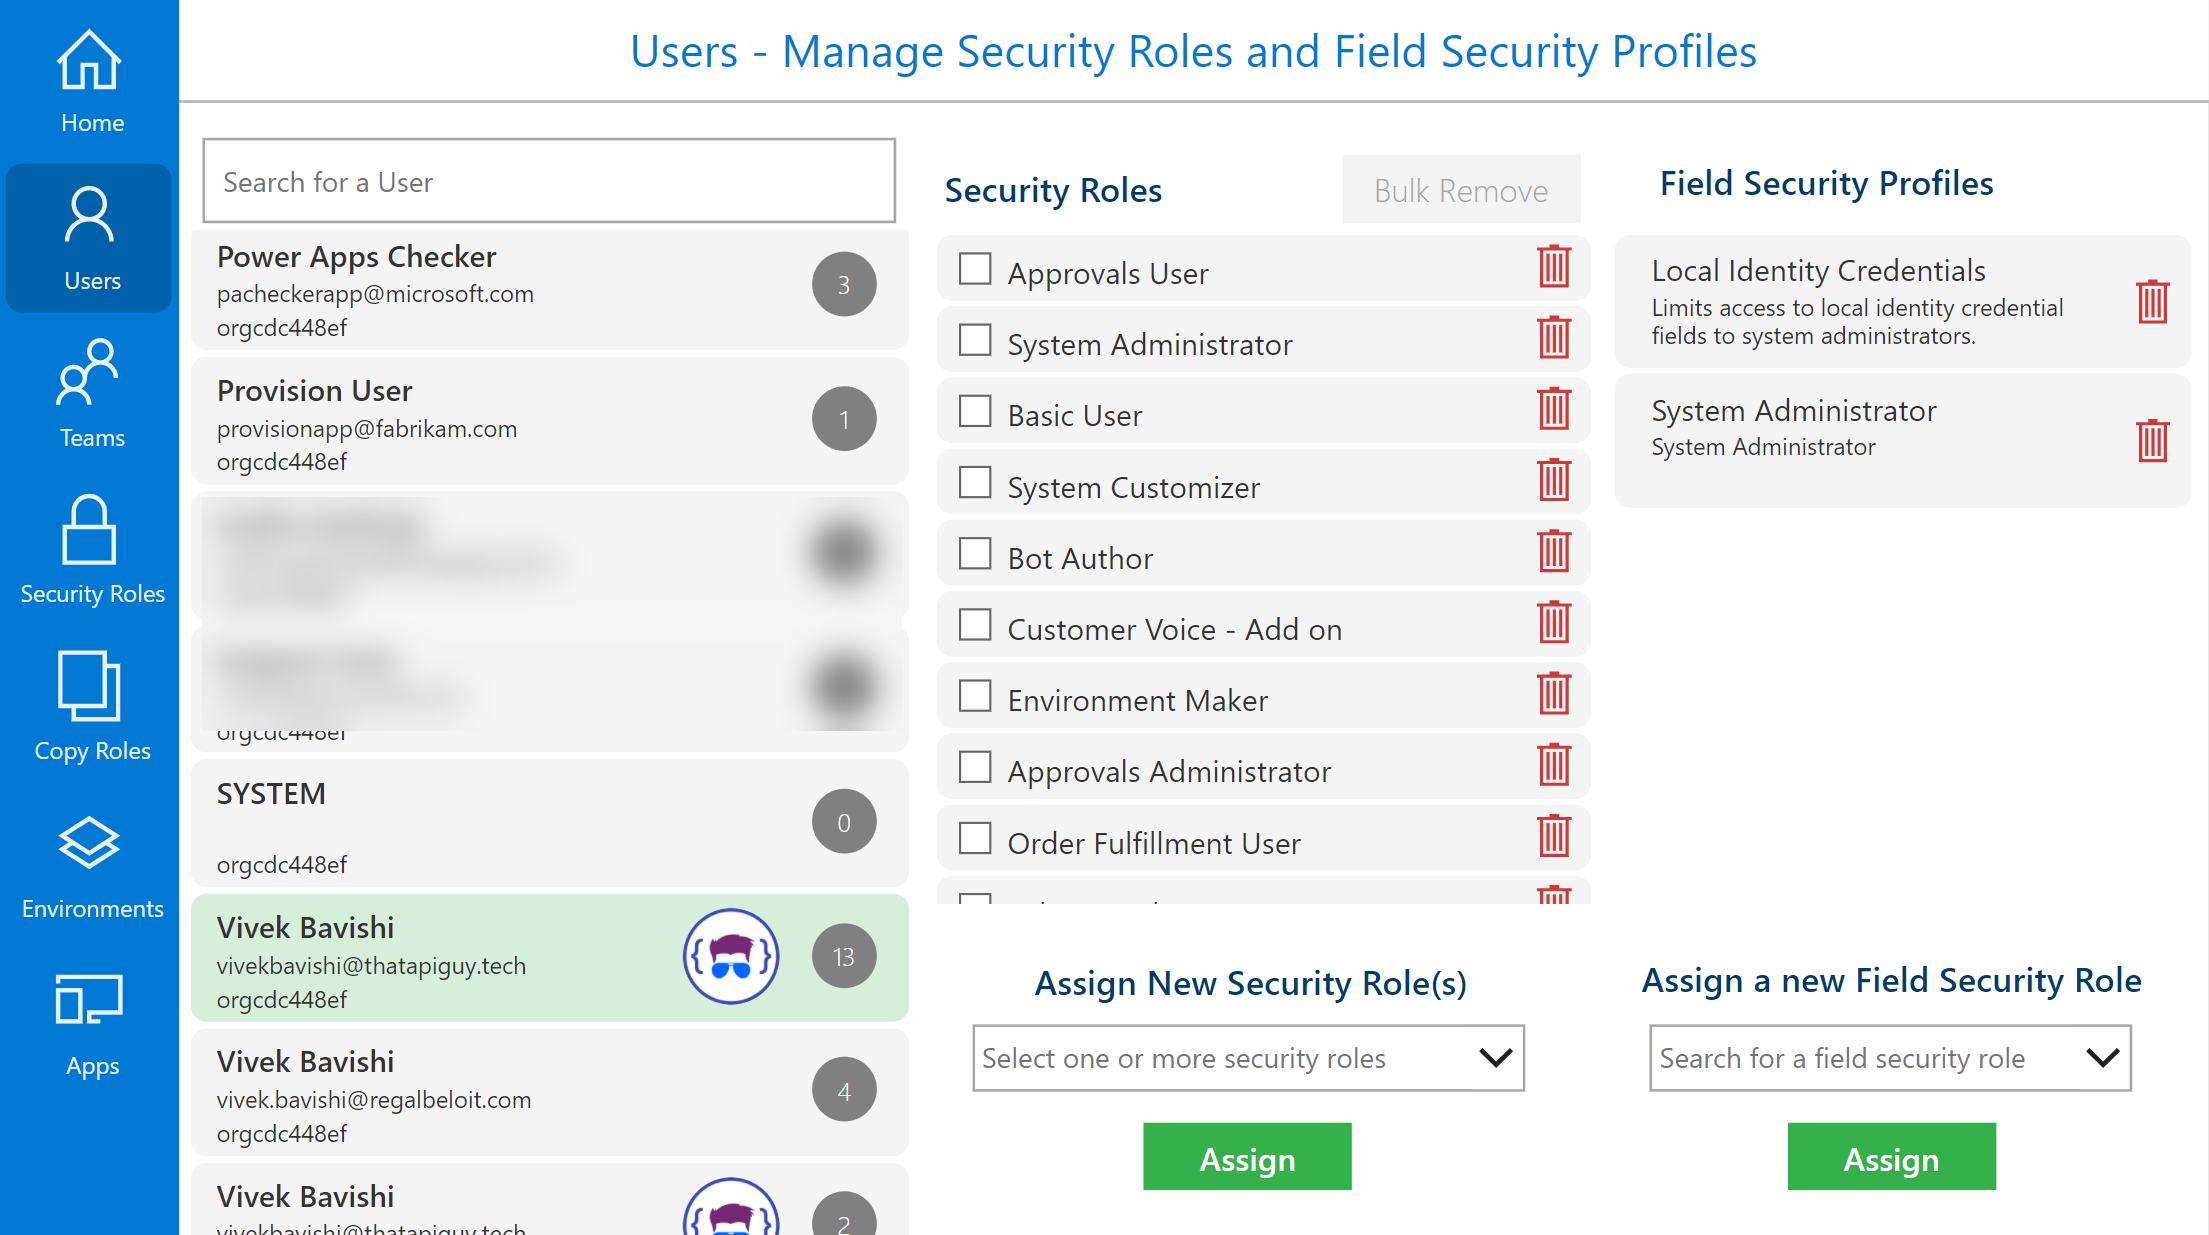 Users - Manage Security Roles and Field Security Profiles
Home
Users
Teams
Security Roles
Copy Roles
Environments
Apps
Search for a User
Power Apps Checker
pacheckerapp@microsoft.com
orgcdc448ef
3
Provision User
provisionapp@fabrikam.com
orgcdc448ef
1
orgcdc448ef
SYSTEM
orgcdc448ef
0
Vivek Bavishi
vivekbavishi@thatapiguy.tech
orgcdc448ef
13
Vivek Bavishi
vivek.bavishi@regalbeloit.com
orgcdc448ef
4
Vivek Bavishi
vivekbavishi@thatapiguy.tech
2
Security Roles
Bulk Remove
Approvals User
System Administrator
Basic User
System Customizer
Bot Author
Customer Voice - Add on
Environment Maker
Approvals Administrator
Order Fulfillment User
Assign New Security Role(s)
Select one or more security roles
Assign
Field Security Profiles
Local Identity Credentials
Limits access to local identity credential
fields to system administrators.
System Administrator
System Administrator
Assign a new Field Security Role
Search for a field security role
Assign